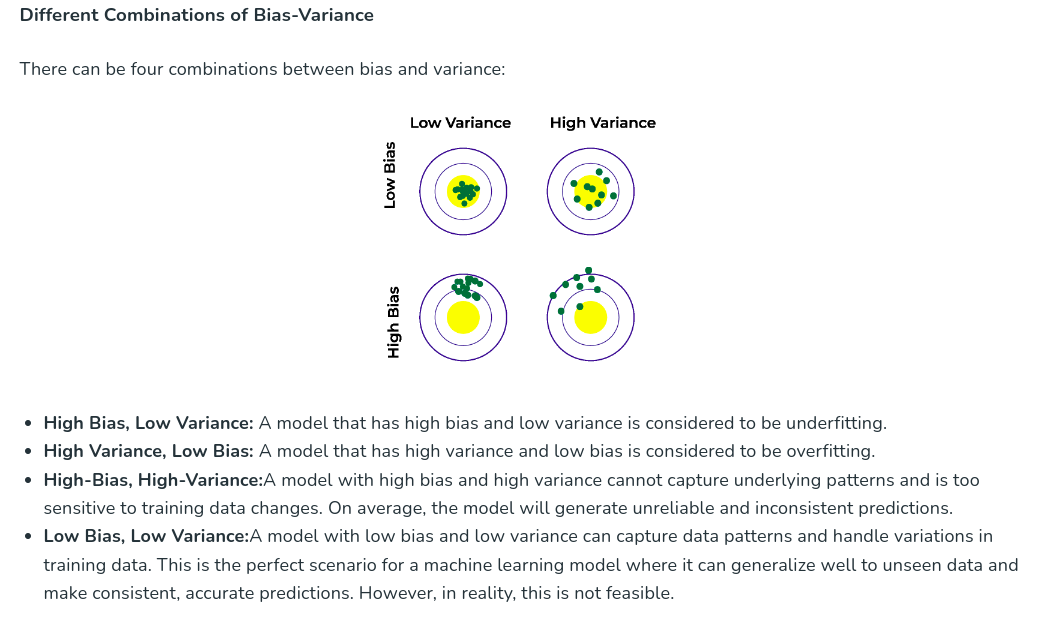 Different Combinations of Bias-Variance
There can be four combinations between bias and variance:
Low Variance
High Variance
Low Bias
High Bias
High Bias, Low Variance: A model that has high bias and low variance is considered to be underfitting.
High Variance, Low Bias: A model that has high variance and low bias is considered to be overfitting.
High-Bias, High-Variance:A model with high bias and high variance cannot capture underlying patterns and is too
sensitive to training data changes. On average, the model will generate unreliable and inconsistent predictions.
Low Bias, Low Variance:A model with low bias and low variance can capture data patterns and handle variations in
training data. This is the perfect scenario for a machine learning model where it can generalize well to unseen data and
make consistent, accurate predictions. However, in reality, this is not feasible.